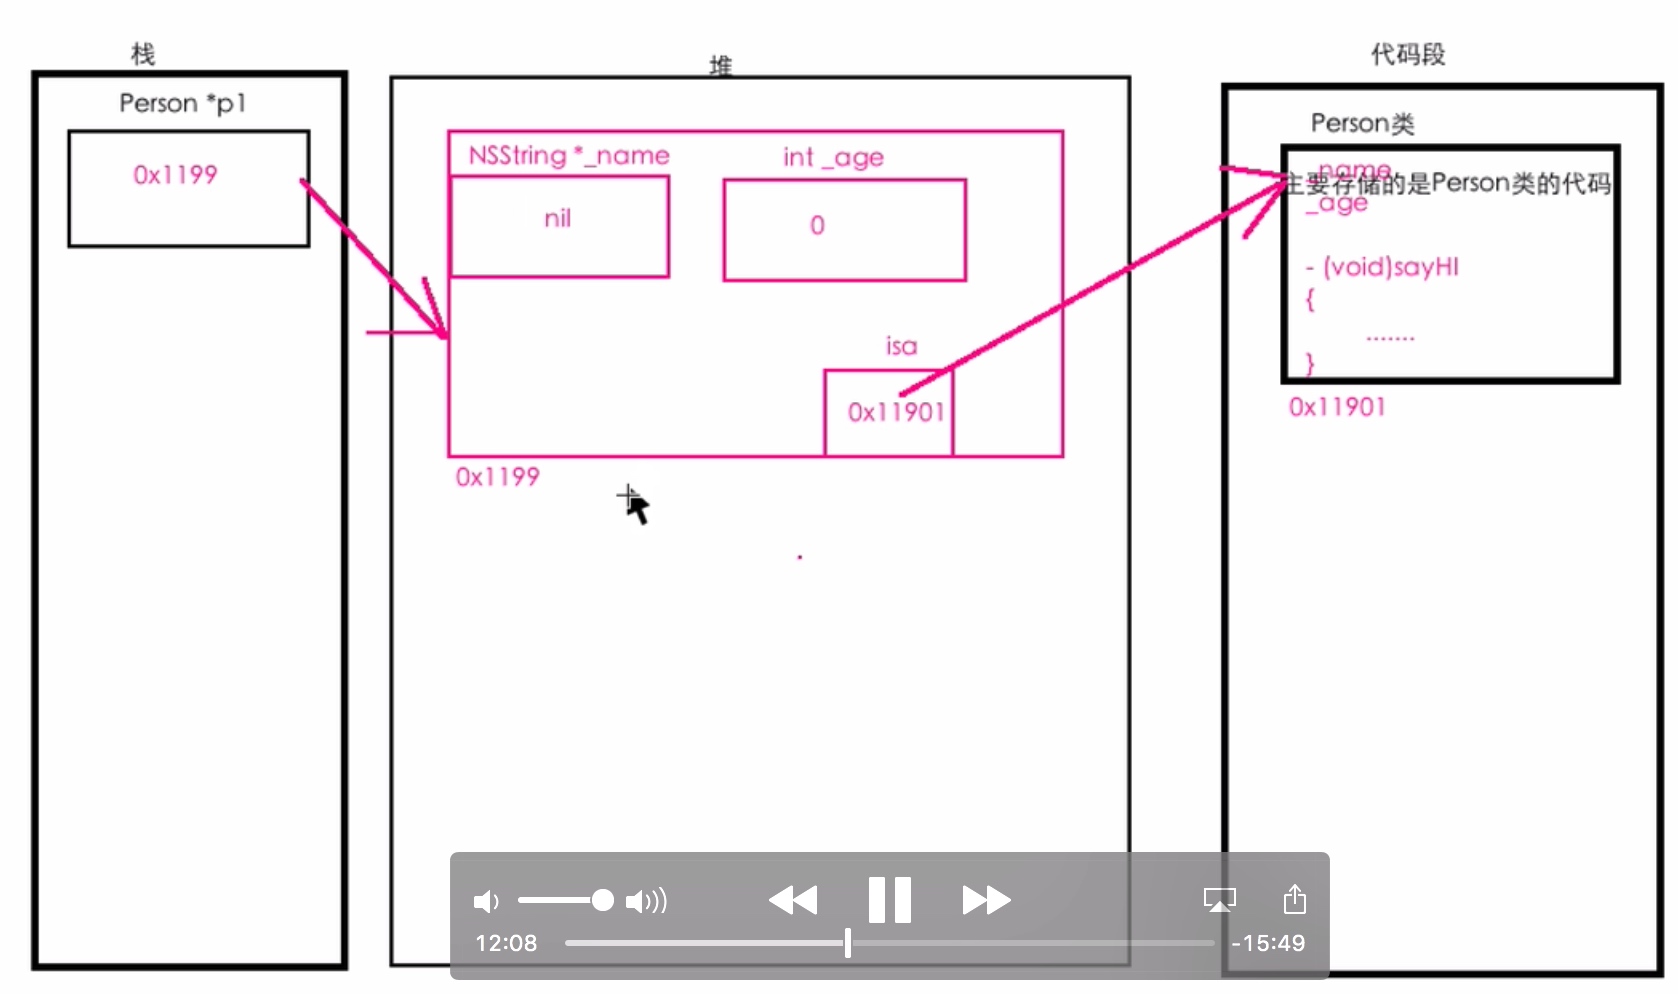 栈
Person *p1
0x1199
堆
NSString *_name
int _age
nil
0
isa
0x11901
0x1199
代码段
Person类
_name
主要存储的是Person类的代码
_age
- (void)sayHI
{
.......
}
0x11901
12:08
-15:49